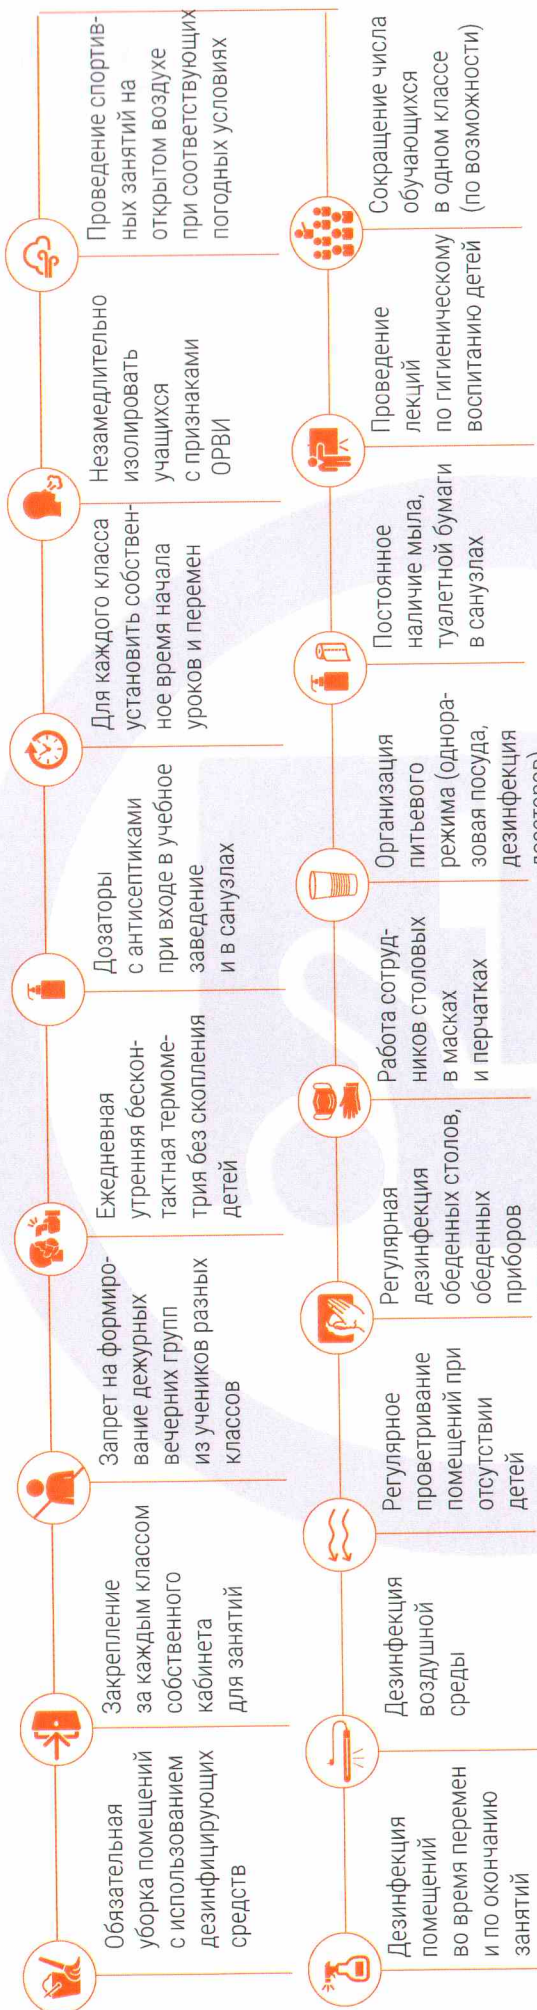 Обязательная
уборка помещений
с использованием
дезинфицирующих
средств
Закрепление
за каждым классом
собственного
кабинета
для занятий
Запрет на формиро-
вание дежурных
вечерних групп
из учеников разных
классов
Ежедневная
утренняя бескон-
тактная термоме-
трия без скопления
детей
Дозаторы
с антисептиками
при входе в учебное
заведение
и в санузлах
Для каждого класса
установить собствен-
ное время начала
уроков и перемен
Незамедлительно
изолировать
учащихся
с признаками
ОРВИ
Проведение спортив-
ных занятий на
открытом воздухе
при соответствующих
погодных условиях
Дезинфекция
помещений
во время перемен
и по окончанию
занятий
Дезинфекция
воздушной
среды
Регулярное
проветривание
помещений при
отсутствии
детей
Регулярная
дезинфекция
обеденных столов,
обеденных
приборов
Работа сотруд-
ников столовых
в масках
и перчатках
Организация
питьевого
режима (однора-
зовая посуда,
дезинфекция
Постоянное
наличие мыла,
туалетной бумаги
в санузлах
Проведение
лекций
по гигиеническому
воспитанию детей
Сокращение числа
обучающихся
в одном классе
(по возможности)